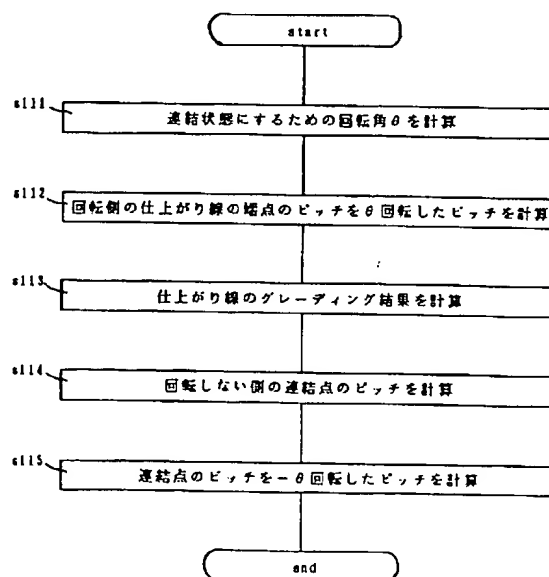 start
s111
連結状態にするための回転角θを計算
s112
回転側の仕上がり線の端点のピッチをθ回転したピッチを計算
s113
仕上がり線のグレーディング結果を計算
s114
回転しない側の連結点のピッチを計算
s115
連結点のピッチを-θ回転したピッチを計算
end